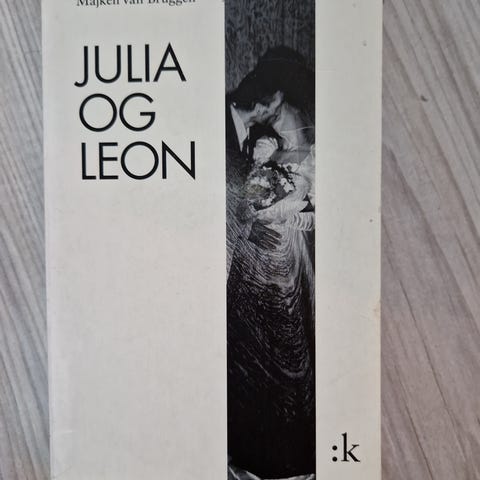 Majken van Bruggen
JULIA
OG
LEON
:k